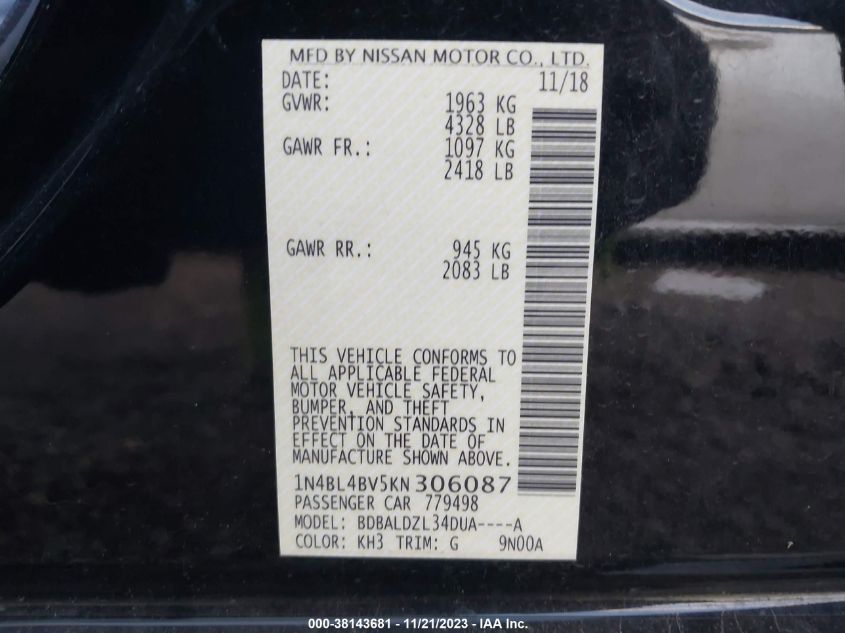 MFD BY NISSAN MOTOR CO., LTD.
DATE: 11/18
GVWR: 1963 KG
4328 LB
GAWR FR.: 1097 KG
2418 LB
GAWR RR.: 945 KG
2083 LB
THIS VEHICLE CONFORMS TO
ALL APPLICABLE FEDERAL
MOTOR VEHICLE SAFETY,
BUMPER, AND THEFT
PREVENTION STANDARDS IN
EFFECT ON THE DATE OF
MANUFACTURE SHOWN ABOVE.
1N4BL4BV5KN306087
PASSENGER CAR 779498
MODEL: BDBALDZL34DUA----A
COLOR: KH3 TRIM: G 9N00A
000-38143681 - 11/21/2023 - IAA Inc.